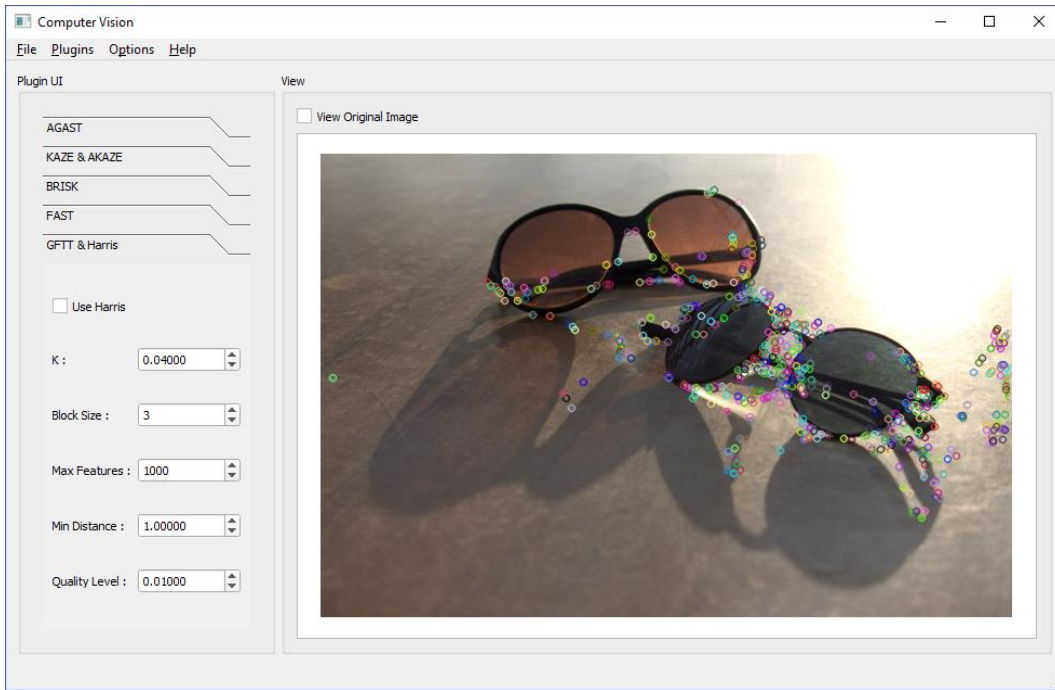 Computer Vision
File Plugins Options Help
Plugin UI
View
AGAST
KAZE & AKAZE
BRISK
FAST
GFTT & Harris
Use Harris
K : 0.04000
Block Size : 3
Max Features : 1000
Min Distance : 1.00000
Quality Level : 0.01000
View Original Image